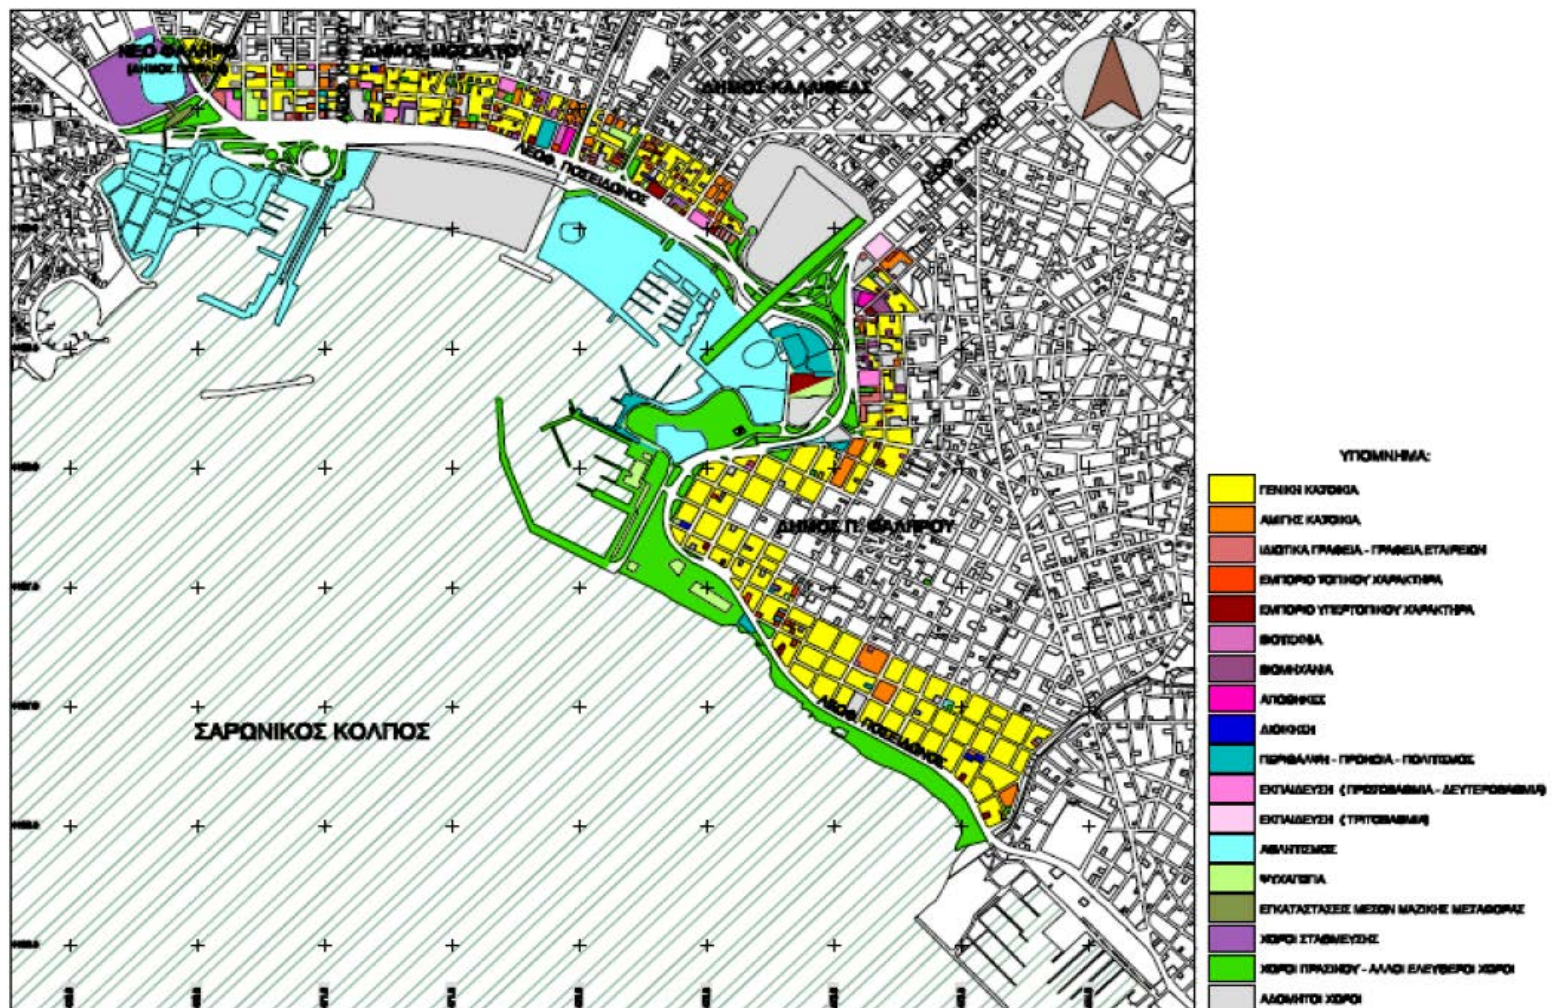 ΝΕΟ ΦΑΛΗΡΟ
ΔΗΜΟΣ ΜΟΣΧΑΤΟΥ
ΔΗΜΟΣ ΚΑΛΛΙΘΕΑΣ
ΛΕΩΦ. ΣΥΓΓΡΟΥ
ΛΕΩΦ. ΠΟΣΕΙΔΩΝΟΣ
ΔΗΜΟΣ Π. ΦΑΛΗΡΟΥ
ΛΕΩΦ. ΠΟΣΕΙΔΩΝΟΣ
ΣΑΡΩΝΙΚΟΣ ΚΟΛΠΟΣ
ΥΠΟΜΝΗΜΑ:
ΓΕΝΙΚΗ ΚΑΤΟΙΚΙΑ
ΑΜΙΓΗΣ ΚΑΤΟΙΚΙΑ
ΙΔΙΩΤΙΚΑ ΓΡΑΦΕΙΑ - ΓΡΑΦΕΙΑ ΕΤΑΙΡΕΙΩΝ
ΕΜΠΟΡΙΟ ΤΟΠΙΚΟΥ ΧΑΡΑΚΤΗΡΑ
ΕΜΠΟΡΙΟ ΥΠΕΡΤΟΠΙΚΟΥ ΧΑΡΑΚΤΗΡΑ
ΒΙΟΤΕΧΝΙΑ
ΒΙΟΜΗΧΑΝΙΑ
ΑΠΟΘΗΚΕΣ
ΔΙΟΙΚΗΣΗ
ΠΕΡΙΘΑΛΨΗ - ΠΡΟΝΟΙΑ - ΠΟΛΙΤΙΣΜΟΣ
ΕΚΠΑΙΔΕΥΣΗ (ΠΡΩΤΟΒΑΘΜΙΑ - ΔΕΥΤΕΡΟΒΑΘΜΙΑ)
ΕΚΠΑΙΔΕΥΣΗ (ΤΡΙΤΟΒΑΘΜΙΑ)
ΑΘΛΗΤΙΣΜΟΣ
ΨΥΧΑΓΩΓΙΑ
ΕΓΚΑΤΑΣΤΑΣΕΙΣ ΜΕΣΩΝ ΜΑΖΙΚΗΣ ΜΕΤΑΦΟΡΑΣ
ΧΩΡΟΙ ΣΤΑΘΜΕΥΣΗΣ
ΧΩΡΟΙ ΠΡΑΣΙΝΟΥ - ΑΛΛΟΙ ΕΛΕΥΘΕΡΟΙ ΧΩΡΟΙ
ΑΔΟΜΗΤΟΙ ΧΩΡΟΙ